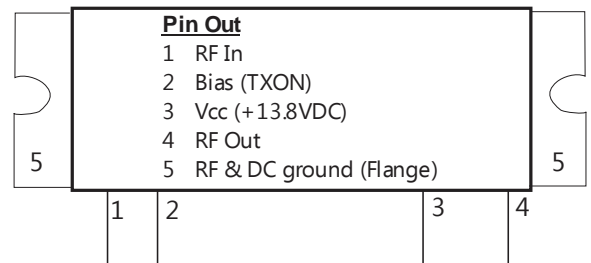 Pin Out
1 RF In
2 Bias (TXON)
3 Vcc (+13.8VDC)
4 RF Out
5 RF & DC ground (Flange)
5 5
1 2 3 4